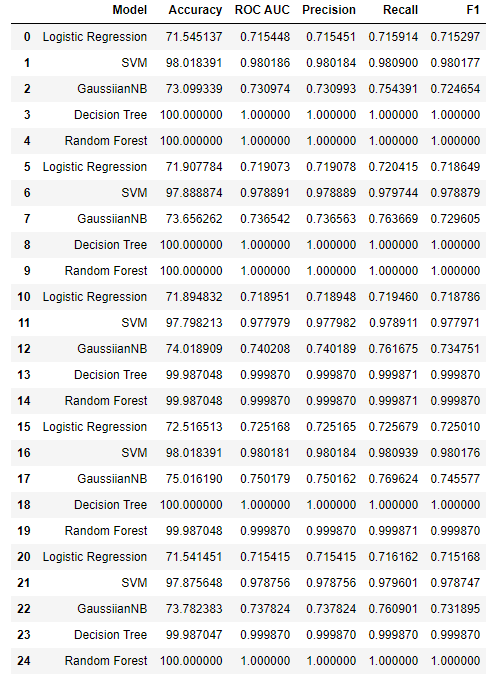 Model Accuracy ROC AUC Precision Recall F1
0 Logistic Regression 71.545137 0.715448 0.715451 0.715914 0.715297
1 SVM 98.018391 0.980186 0.980184 0.980900 0.980177
2 GaussiianNB 73.099339 0.730974 0.730993 0.754391 0.724654
3 Decision Tree 100.000000 1.000000 1.000000 1.000000 1.000000
4 Random Forest 100.000000 1.000000 1.000000 1.000000 1.000000
5 Logistic Regression 71.907784 0.719073 0.719078 0.720415 0.718649
6 SVM 97.888874 0.978891 0.978889 0.979744 0.978879
7 GaussiianNB 73.656262 0.736542 0.736563 0.763669 0.729605
8 Decision Tree 100.000000 1.000000 1.000000 1.000000 1.000000
9 Random Forest 100.000000 1.000000 1.000000 1.000000 1.000000
10 Logistic Regression 71.894832 0.718951 0.718948 0.719460 0.718786
11 SVM 97.798213 0.977979 0.977982 0.978911 0.977971
12 GaussiianNB 74.018909 0.740208 0.740189 0.761675 0.734751
13 Decision Tree 99.987048 0.999870 0.999870 0.999871 0.999870
14 Random Forest 99.987048 0.999870 0.999870 0.999871 0.999870
15 Logistic Regression 72.516513 0.725168 0.725165 0.725679 0.725010
16 SVM 98.018391 0.980181 0.980184 0.980939 0.980176
17 GaussiianNB 75.016190 0.750179 0.750162 0.769624 0.745577
18 Decision Tree 100.000000 1.000000 1.000000 1.000000 1.000000
19 Random Forest 99.987048 0.999870 0.999870 0.999871 0.999870
20 Logistic Regression 71.541451 0.715415 0.715415 0.716162 0.715168
21 SVM 97.875648 0.978756 0.978756 0.979601 0.978747
22 GaussiianNB 73.782383 0.737824 0.737824 0.760901 0.731895
23 Decision Tree 99.987047 0.999870 0.999870 0.999870 0.999870
24 Random Forest 100.000000 1.000000 1.000000 1.000000 1.000000